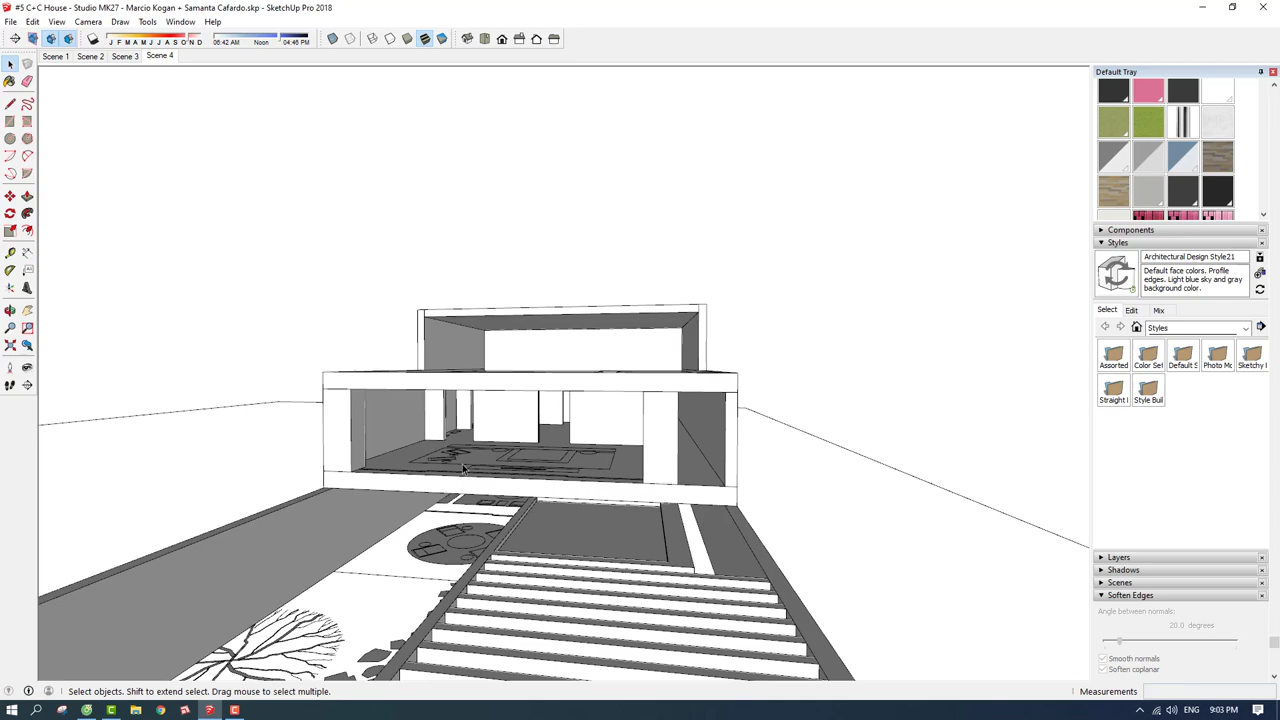 #5 C+C House - Studio MK27 - Marcio Kogan + Samanta Cafardo.skp - SketchUp Pro 2018
File Edit View Camera Draw Tools Window Help
J F M A M J J A S O N D 06:42 AM Noon 04:46 PM
Scene 1 Scene 2 Scene 3 Scene 4
Default Tray
Components
Styles
Architectural Design Style21
Default face colors. Profile
edges. Light blue sky and gray
background color.
Select Edit Mix
Styles
Assorted Color Set Default S Photo Mo Sketchy I
Straight I Style Buil
Layers
Shadows
Scenes
Soften Edges
Angle between normals:
20.0 degrees
Smooth normals
Soften coplanar
Select objects. Shift to extend select. Drag mouse to select multiple.
Measurements
ENG 9:03 PM